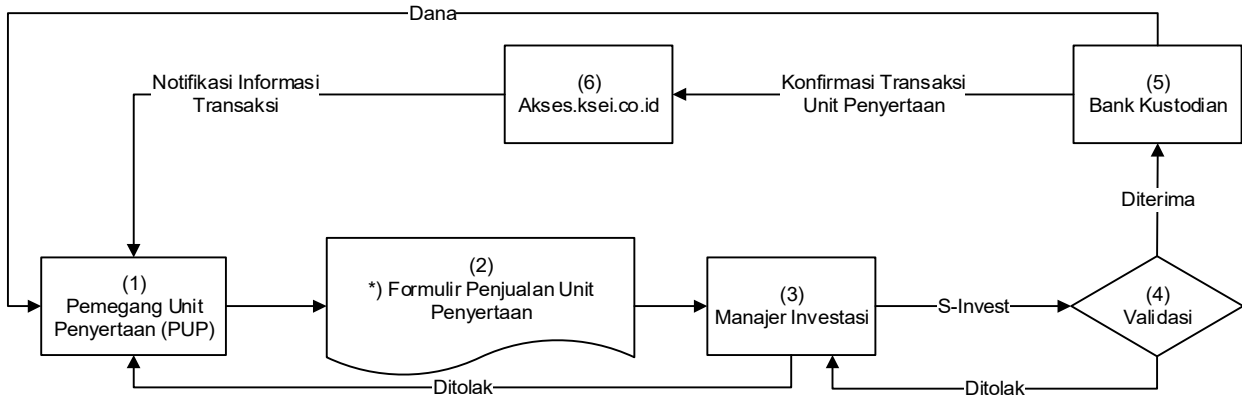 Dana
Notifikasi Informasi
Transaksi
(6)
Akses.ksei.co.id
Konfirmasi Transaksi
Unit Penyertaan
(5)
Bank Kustodian
Diterima
(1)
Pemegang Unit
Penyertaan (PUP)
(2)
*) Formulir Penjualan Unit
Penyertaan
(3)
Manajer Investasi
S-Invest
(4)
Validasi
Ditolak
Ditolak